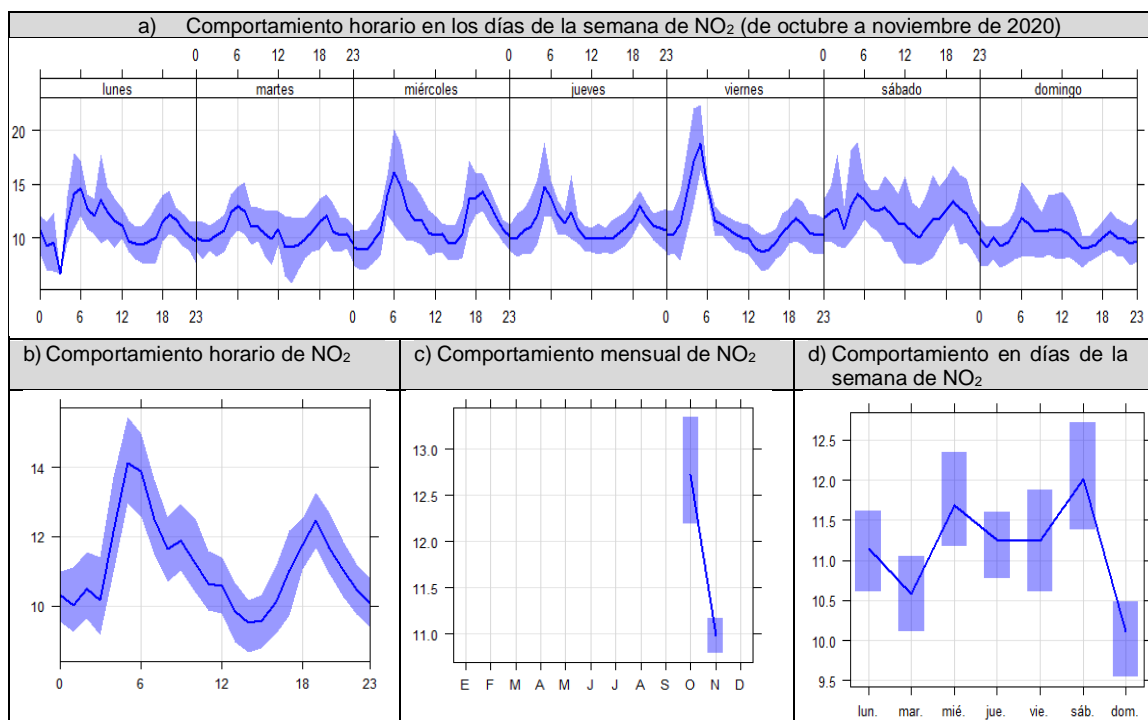 a) Comportamiento horario en los días de la semana de NO₂ (de octubre a noviembre de 2020)
0 6 12 18 23 0 6 12 18 23 0 6 12 18 23
lunes martes miércoles jueves viernes sábado domingo
20
15
10
0 6 12 18 23 0 6 12 18 23 0 6 12 18 23 0 6 12 18 23
b) Comportamiento horario de NO₂
14
12
10
0 6 12 18 23
c) Comportamiento mensual de NO₂
13.0
12.5
12.0
11.5
11.0
E F M A M J J A S O N D
d) Comportamiento en días de la
semana de NO₂
12.5
12.0
11.5
11.0
10.5
10.0
9.5
lun. mar. mié. jue. vie. sáb. dom.